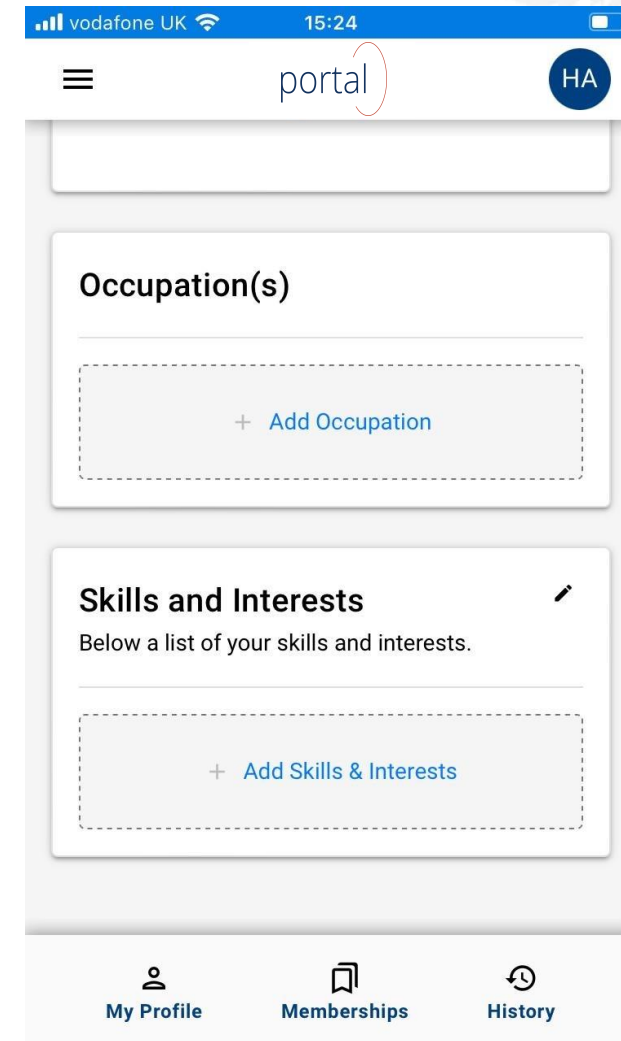 vodafone UK 15:24
portal HA
Occupation(s)
+ Add Occupation
Skills and Interests
Below a list of your skills and interests.
+ Add Skills & Interests
My Profile Memberships History